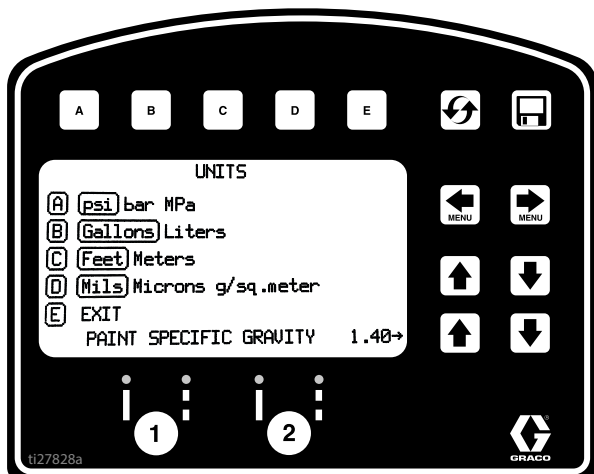 A B C D E
UNITS
A psi bar MPa
B Gallons Liters
C Feet Meters
D Mils Microns g/sq.meter
E EXIT
PAINT SPECIFIC GRAVITY 1.40→
MENU MENU
1 2
ti27828a
GRACO